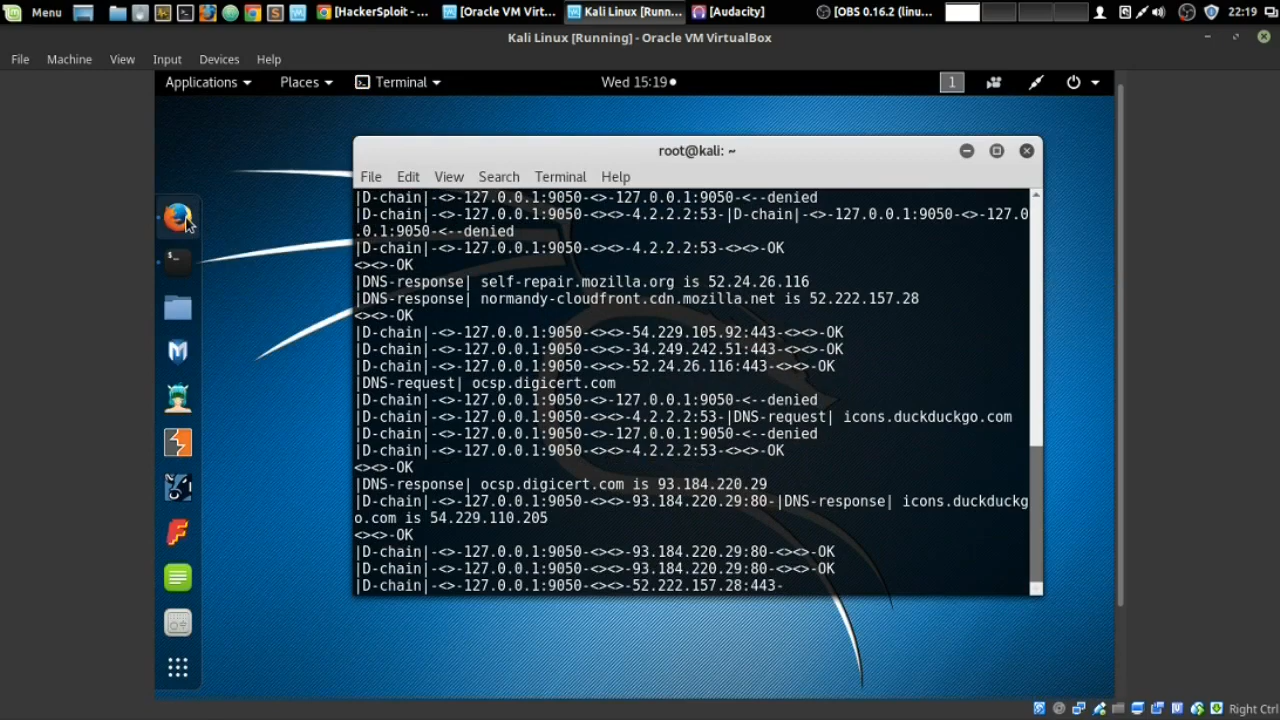 Menu
[HackerSploit - ...
[Oracle VM Virt...
Kali Linux [Runn...
[Audacity]
[OBS 0.16.2 (linu...
22:19
Kali Linux [Running] - Oracle VM VirtualBox
File Machine View Input Devices Help
Applications Places Terminal Wed 15:19 1
root@kali: ~
File Edit View Search Terminal Help
|D-chain|-<>-127.0.0.1:9050-<>-127.0.0.1:9050-<--denied
|D-chain|-<>-127.0.0.1:9050-<><>-4.2.2.2:53-|D-chain|-<>-127.0.0.1:9050-<>-127.0
.0.1:9050-<--denied
|D-chain|-<>-127.0.0.1:9050-<><>-4.2.2.2:53-<><>-OK
<><>-OK
|DNS-response| self-repair.mozilla.org is 52.24.26.116
|DNS-response| normandy-cloudfront.cdn.mozilla.net is 52.222.157.28
<><>-OK
|D-chain|-<>-127.0.0.1:9050-<><>-54.229.105.92:443-<><>-OK
|D-chain|-<>-127.0.0.1:9050-<><>-34.249.242.51:443-<><>-OK
|D-chain|-<>-127.0.0.1:9050-<><>-52.24.26.116:443-<><>-OK
|DNS-request| ocsp.digicert.com
|D-chain|-<>-127.0.0.1:9050-<>-127.0.0.1:9050-<--denied
|D-chain|-<>-127.0.0.1:9050-<><>-4.2.2.2:53-|DNS-request| icons.duckduckgo.com
|D-chain|-<>-127.0.0.1:9050-<>-127.0.0.1:9050-<--denied
|D-chain|-<>-127.0.0.1:9050-<><>-4.2.2.2:53-<><>-OK
<><>-OK
|DNS-response| ocsp.digicert.com is 93.184.220.29
|D-chain|-<>-127.0.0.1:9050-<><>-93.184.220.29:80-|DNS-response| icons.duckduckg
o.com is 54.229.110.205
<><>-OK
|D-chain|-<>-127.0.0.1:9050-<><>-93.184.220.29:80-<><>-OK
|D-chain|-<>-127.0.0.1:9050-<><>-93.184.220.29:80-<><>-OK
|D-chain|-<>-127.0.0.1:9050-<><>-52.222.157.28:443-
Right Ctrl